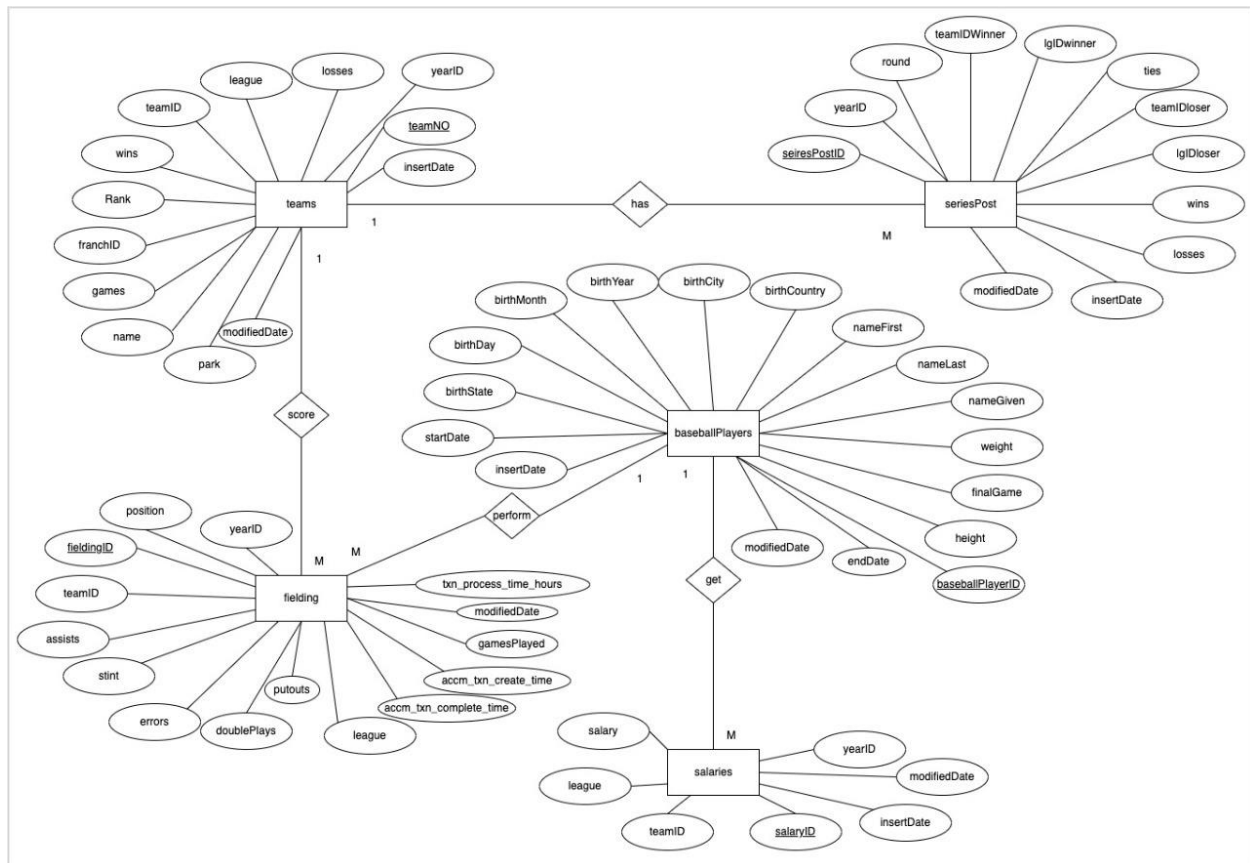 teamIDWinner
lgIDwinner
round
ties
yearID
teamIDloser
seiresPostID
lgIDloser
wins
losses
insertDate
modifiedDate
seriesPost
has
1
M
losses
yearID
league
teamID
teamNO
wins
insertDate
Rank
teams
franchID
games
name
park
modifiedDate
1
score
M
birthYear
birthCity
birthCountry
birthMonth
nameFirst
birthDay
nameLast
birthState
nameGiven
startDate
baseballPlayers
weight
insertDate
finalGame
height
modifiedDate
endDate
baseballPlayerID
1
1
perform
M
get
M
position
yearID
fieldingID
teamID
fielding
txn_process_time_hours
modifiedDate
gamesPlayed
assists
stint
accm_txn_create_time
putouts
accm_txn_complete_time
errors
doublePlays
league
salary
yearID
league
salaries
modifiedDate
teamID
salaryID
insertDate